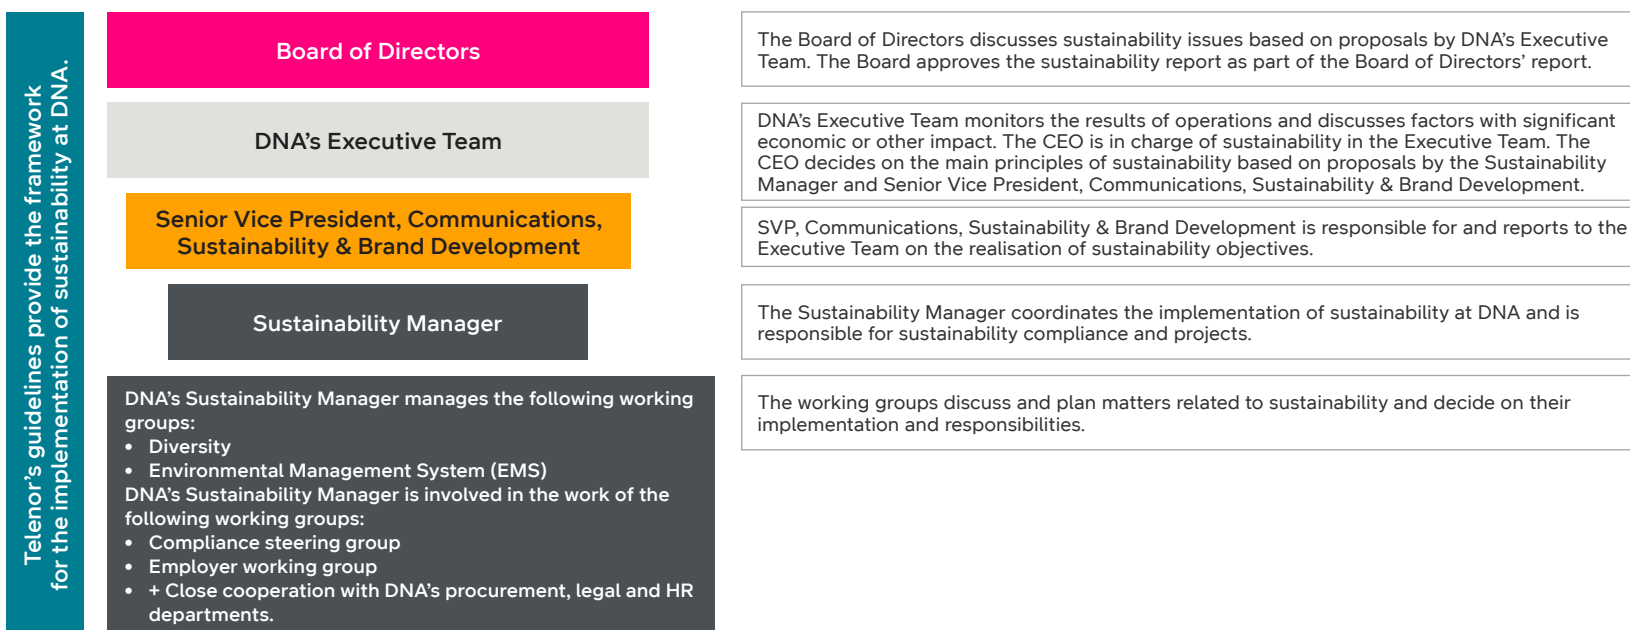 Telenor’s guidelines provide the framework
for the implementation of sustainability at DNA.
Board of Directors
The Board of Directors discusses sustainability issues based on proposals by DNA’s Executive
Team. The Board approves the sustainability report as part of the Board of Directors’ report.
DNA’s Executive Team
DNA’s Executive Team monitors the results of operations and discusses factors with significant
economic or other impact. The CEO is in charge of sustainability in the Executive Team. The
CEO decides on the main principles of sustainability based on proposals by the Sustainability
Manager and Senior Vice President, Communications, Sustainability & Brand Development.
Senior Vice President, Communications,
Sustainability & Brand Development
SVP, Communications, Sustainability & Brand Development is responsible for and reports to the
Executive Team on the realisation of sustainability objectives.
Sustainability Manager
The Sustainability Manager coordinates the implementation of sustainability at DNA and is
responsible for sustainability compliance and projects.
DNA’s Sustainability Manager manages the following working
groups:
• Diversity
• Environmental Management System (EMS)
DNA’s Sustainability Manager is involved in the work of the
following working groups:
• Compliance steering group
• Employer working group
• + Close cooperation with DNA’s procurement, legal and HR
departments.
The working groups discuss and plan matters related to sustainability and decide on their
implementation and responsibilities.